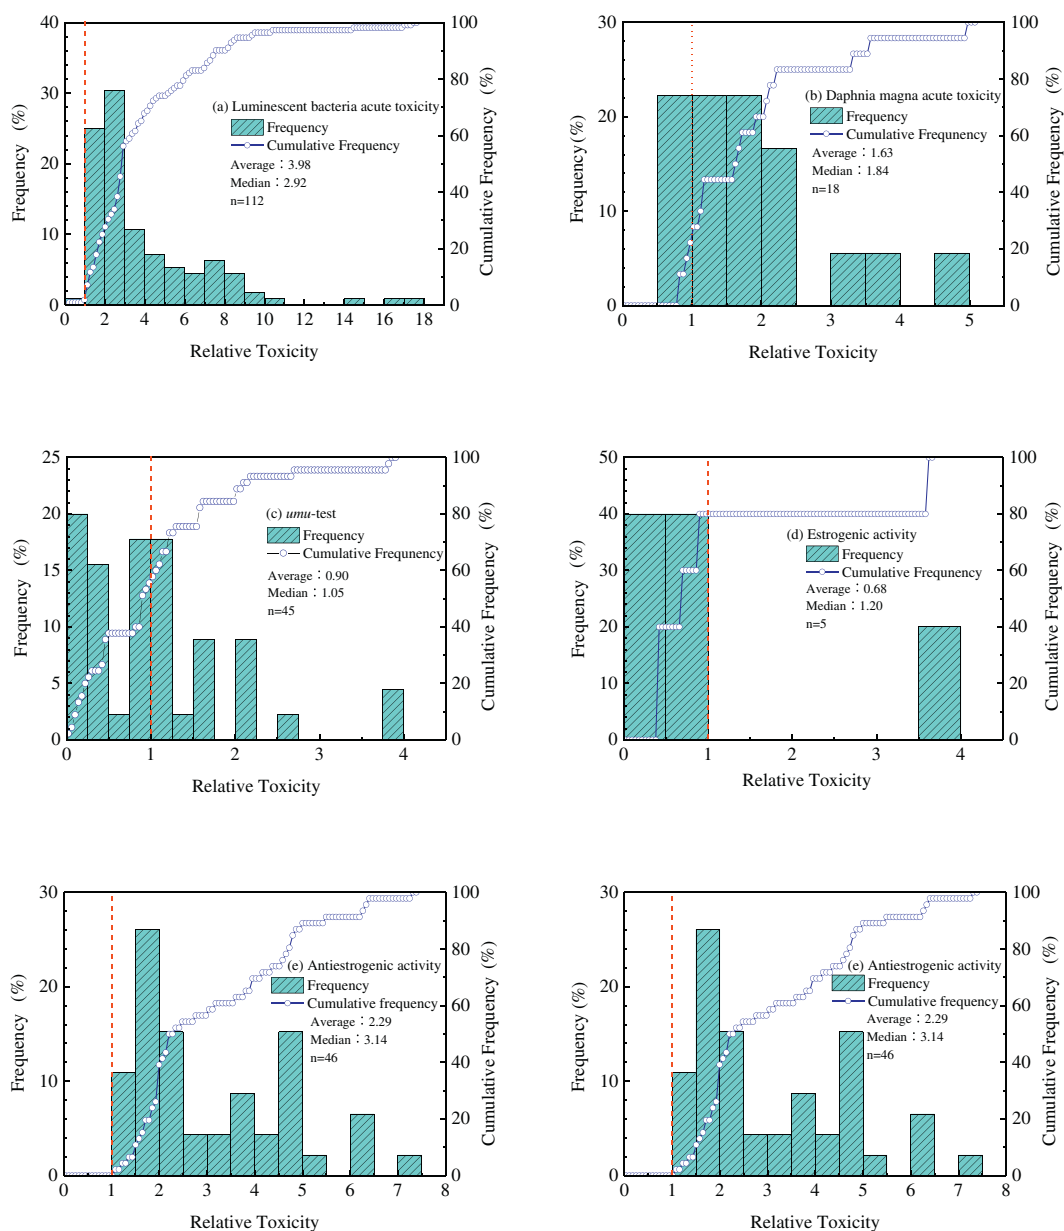 40
30
20
10
0
100
80
60
40
20
0
0 2 4 6 8 10 12 14 16 18
Frequency (%)
Cumulative Frequency (%)
Relative Toxicity
(a) Luminescent bacteria acute toxicity
Frequency
Cumulative Frequency
Average：3.98
Median：2.92
n=112
30
20
10
0
100
80
60
40
20
0
0 1 2 3 4 5
Frequency(%)
Cumulative Frequency (%)
Relative Toxicity
(b) Daphnia magna acute toxicity
Frequency
Cumulative Frequnency
Average：1.63
Median：1.84
n=18
25
20
15
10
5
0
100
80
60
40
20
0
0 1 2 3 4
Frequency (%)
Cumulative Frequency (%)
Relative Toxicity
(c) umu-test
Frequency
Cumulative Frequnency
Average：0.90
Median：1.05
n=45
50
40
30
20
10
0
100
80
60
40
20
0
0 1 2 3 4
Frequency (%)
Cumulative Frequency (%)
Relative Toxicity
(d) Estrogenic activity
Frequency
Cumulative Frequnency
Average：0.68
Median：1.20
n=5
30
20
10
0
100
80
60
40
20
0
0 1 2 3 4 5 6 7 8
Frequency (%)
Cumulative Frequency (%)
Relative Toxicity
(e) Antiestrogenic activity
Frequency
Cumulative frequency
Average：2.29
Median：3.14
n=46
30
20
10
0
100
80
60
40
20
0
0 1 2 3 4 5 6 7 8
Frequency (%)
Cumulative Frequency (%)
Relative Toxicity
(e) Antiestrogenic activity
Frequency
Cumulative frequency
Average：2.29
Median：3.14
n=46